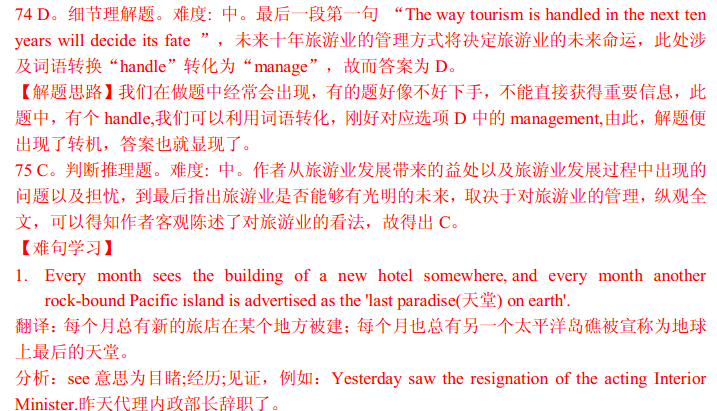 74 D。细节理解题。难度: 中。最后一段第一句 “The way tourism is handled in the next ten
years will decide its fate ”，未来十年旅游业的管理方式将决定旅游业的未来命运，此处涉
及词语转换“handle”转化为“manage”，故而答案为 D。
【解题思路】我们在做题中经常会出现，有的题好像不好下手，不能直接获得重要信息，此
题中，有个 handle,我们可以利用词语转化，刚好对应选项 D 中的 management,由此，解题便
出现了转机，答案也就显现了。
75 C。判断推理题。难度: 中。作者从旅游业发展带来的益处以及旅游业发展过程中出现的
问题以及担忧，到最后指出旅游业是否能够有光明的未来，取决于对旅游业的管理，纵观全
文，可以得知作者客观陈述了对旅游业的看法，故得出 C。
【难句学习】
1. Every month sees the building of a new hotel somewhere, and every month another
rock-bound Pacific island is advertised as the 'last paradise(天堂) on earth'.
翻译：每个月总有新的旅店在某个地方被建；每个月也总有另一个太平洋岛礁被宣称为地球
上最后的天堂。
分析：see 意思为目睹;经历;见证，例如：Yesterday saw the resignation of the acting Interior
Minister.昨天代理内政部长辞职了。